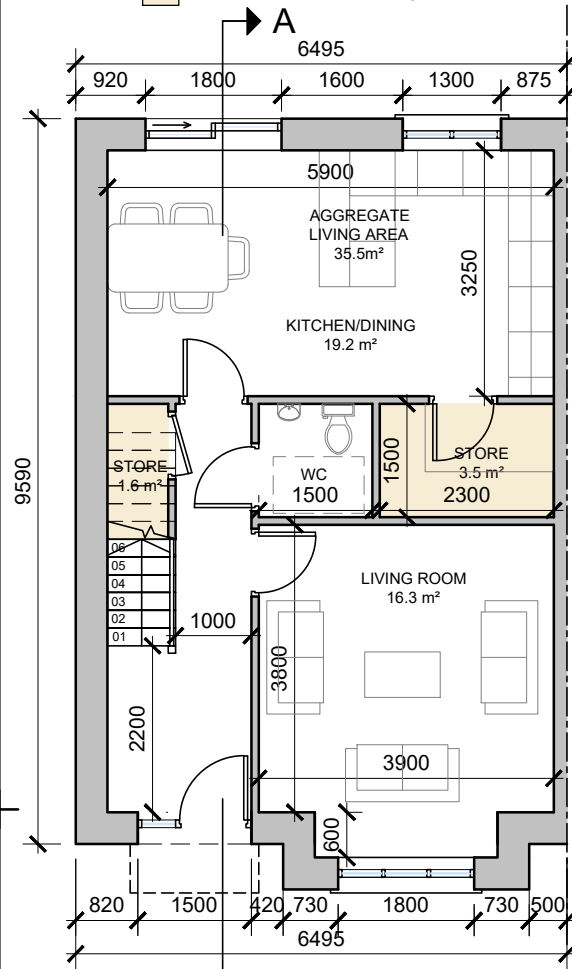 A
6495
920 1800 1600 1300 875
5900
AGGREGATE
LIVING AREA
35.5m²
3250
KITCHEN/DINING
19.2 m²
9590
STORE
1.6 m²
WC
1500
1500
STORE
3.5 m²
2300
06
05
04
03
02
01
LIVING ROOM
16.3 m²
1000
3800
2200
3900
600
820 1500 420 730 1800 730 500
6495